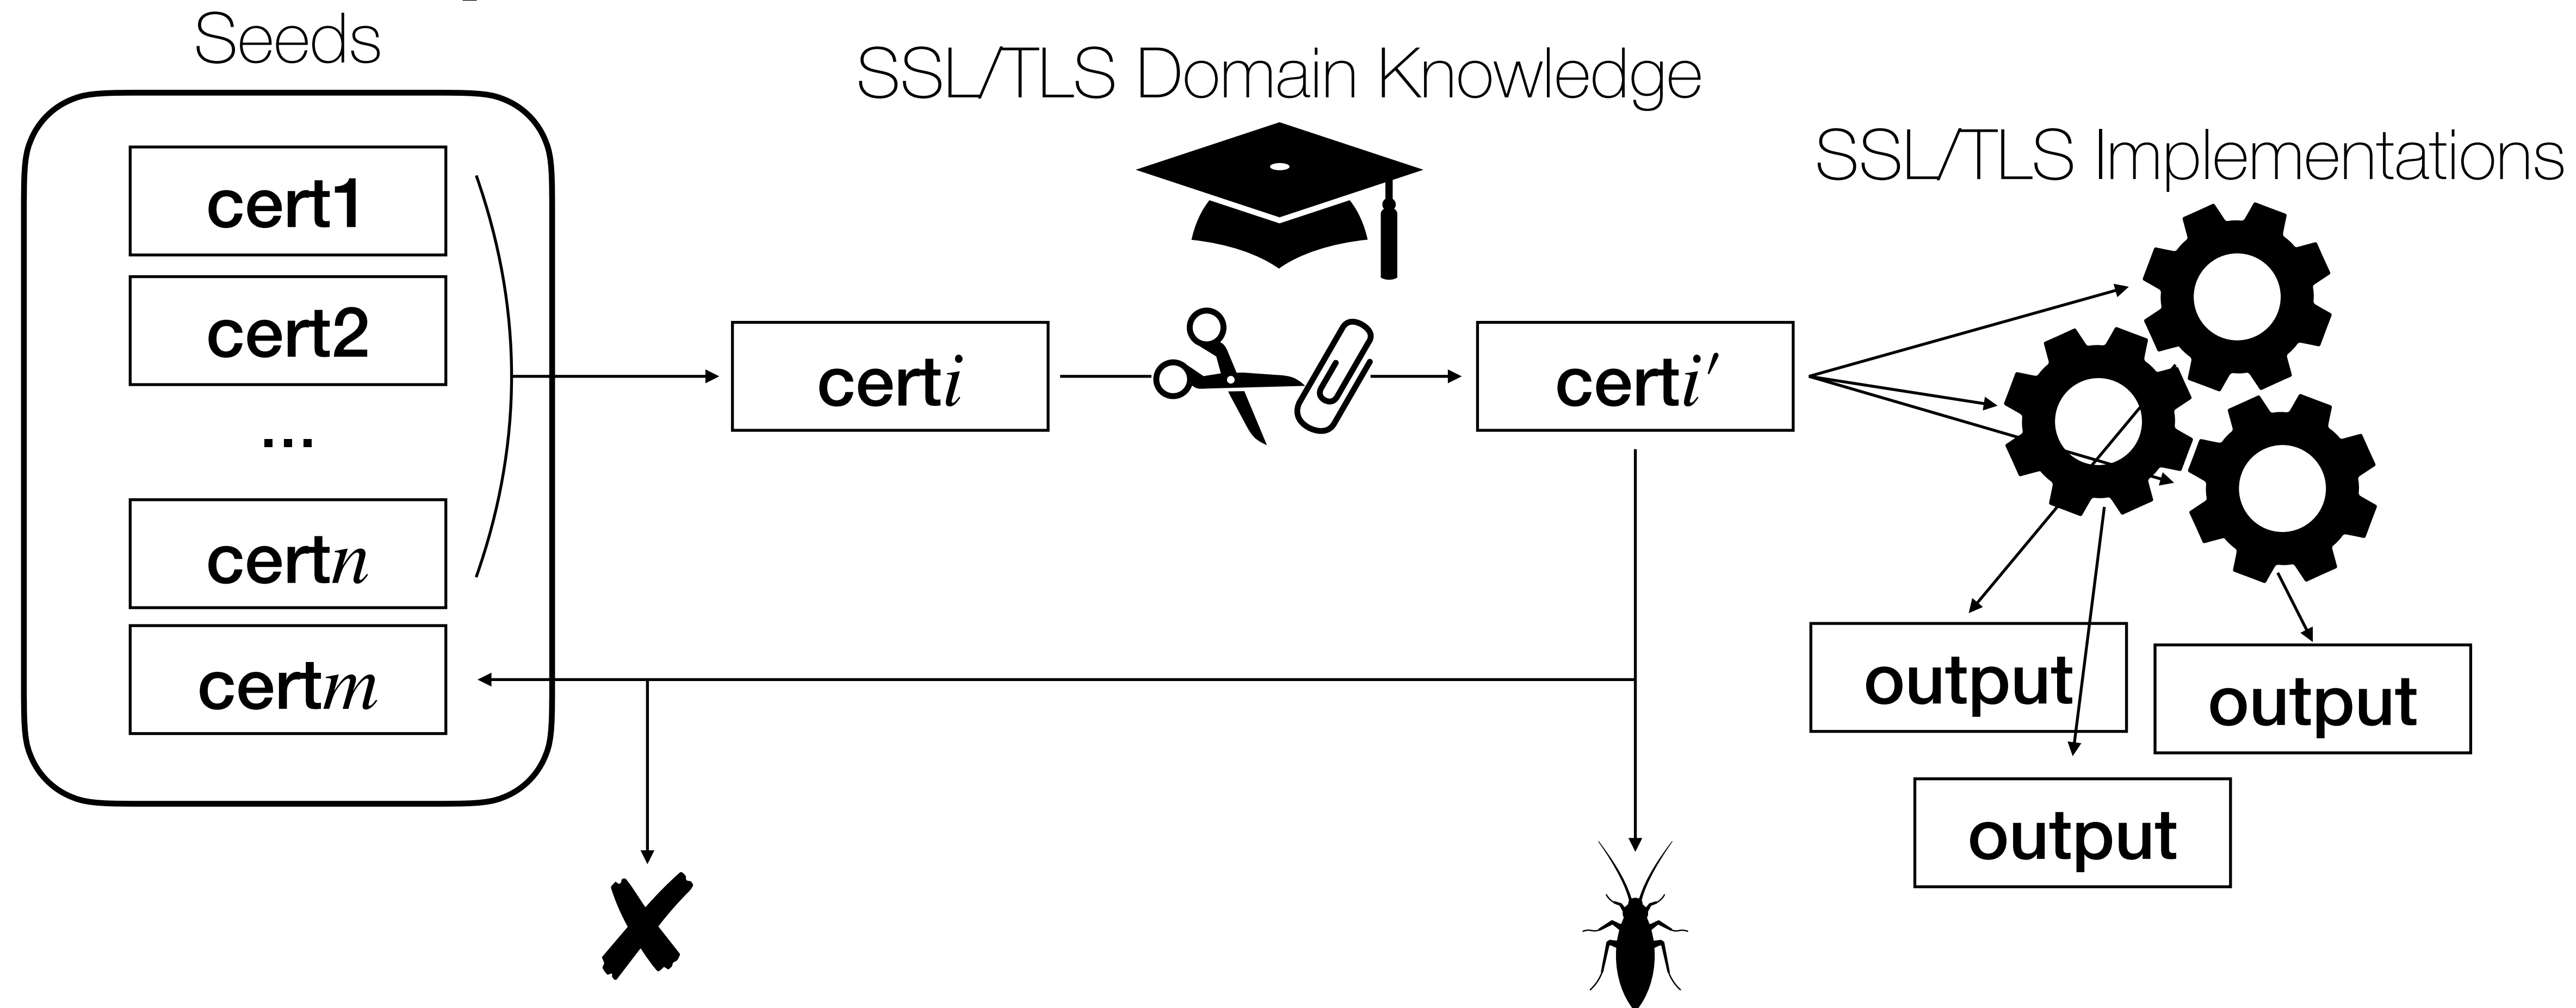 Seeds
SSL/TLS Domain Knowledge
SSL/TLS Implementations
cert1
cert2
...
certn
certm
certi
certi′
output
output
output